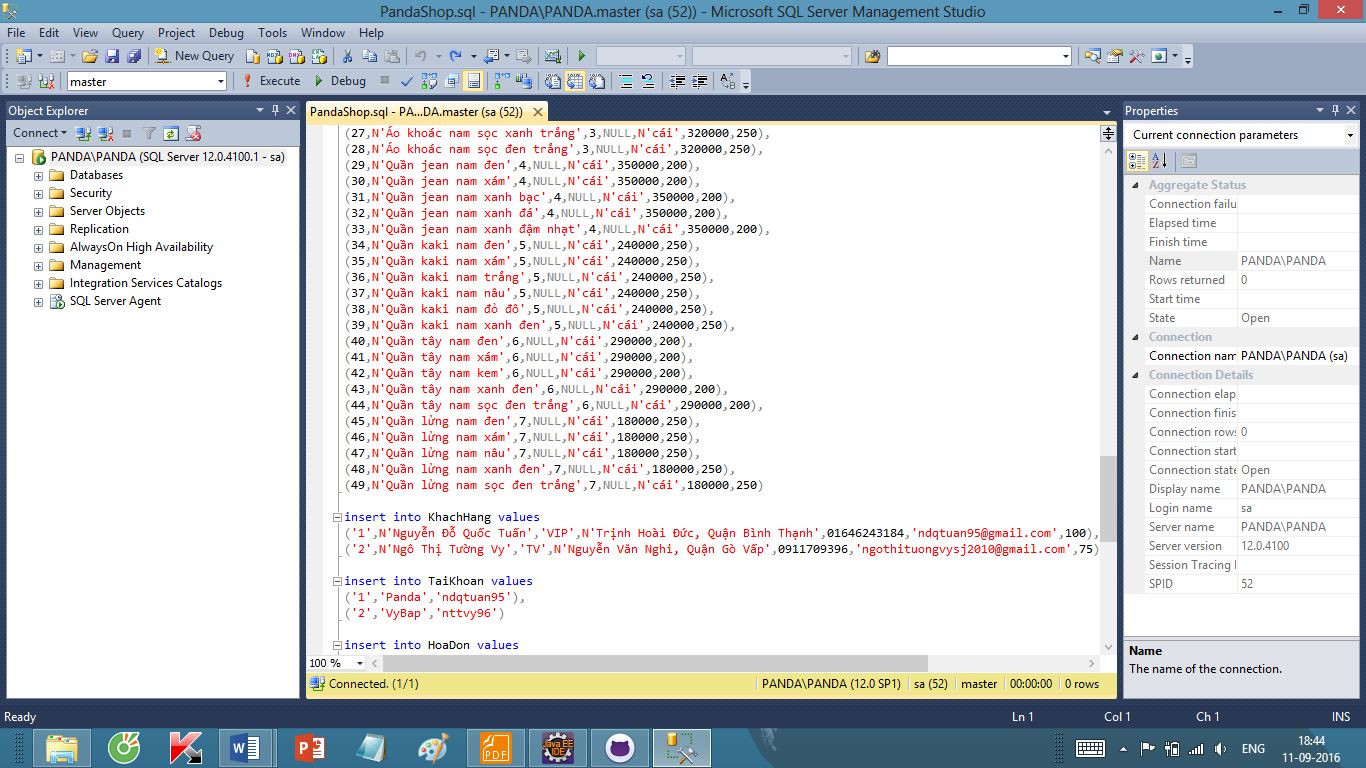 PandaShop.sql - PANDA\PANDA.master (sa (52)) - Microsoft SQL Server Management Studio
File Edit View Query Project Debug Tools Window Help
New Query
master Execute Debug
Object Explorer
Connect
PANDA\PANDA (SQL Server 12.0.4100.1 - sa)
Databases
Security
Server Objects
Replication
AlwaysOn High Availability
Management
Integration Services Catalogs
SQL Server Agent
PandaShop.sql - PA...DA.master (sa (52))
(27,N'Áo khoác nam sọc xanh trắng',3,NULL,N'cái',320000,250),
(28,N'Áo khoác nam sọc đen trắng',3,NULL,N'cái',320000,250),
(29,N'Quần jean nam đen',4,NULL,N'cái',350000,200),
(30,N'Quần jean nam xám',4,NULL,N'cái',350000,200),
(31,N'Quần jean nam xanh bạc',4,NULL,N'cái',350000,200),
(32,N'Quần jean nam xanh đá',4,NULL,N'cái',350000,200),
(33,N'Quần jean nam xanh đậm nhạt',4,NULL,N'cái',350000,200),
(34,N'Quần kaki nam đen',5,NULL,N'cái',240000,250),
(35,N'Quần kaki nam xám',5,NULL,N'cái',240000,250),
(36,N'Quần kaki nam trắng',5,NULL,N'cái',240000,250),
(37,N'Quần kaki nam nâu',5,NULL,N'cái',240000,250),
(38,N'Quần kaki nam đỏ đô',5,NULL,N'cái',240000,250),
(39,N'Quần kaki nam xanh đen',5,NULL,N'cái',240000,250),
(40,N'Quần tây nam đen',6,NULL,N'cái',290000,200),
(41,N'Quần tây nam xám',6,NULL,N'cái',290000,200),
(42,N'Quần tây nam kem',6,NULL,N'cái',290000,200),
(43,N'Quần tây nam xanh đen',6,NULL,N'cái',290000,200),
(44,N'Quần tây nam sọc đen trắng',6,NULL,N'cái',290000,200),
(45,N'Quần lửng nam đen',7,NULL,N'cái',180000,250),
(46,N'Quần lửng nam xám',7,NULL,N'cái',180000,250),
(47,N'Quần lửng nam nâu',7,NULL,N'cái',180000,250),
(48,N'Quần lửng nam xanh đen',7,NULL,N'cái',180000,250),
(49,N'Quần lửng nam sọc đen trắng',7,NULL,N'cái',180000,250)
insert into KhachHang values
('1',N'Nguyễn Đỗ Quốc Tuấn','VIP',N'Trịnh Hoài Đức, Quận Bình Thạnh',01646243184,'ndqtuan95@gmail.com',100),
('2',N'Ngô Thị Tường Vy','TV',N'Nguyễn Văn Nghi, Quận Gò Vấp',0911709396,'ngothituongvysj2010@gmail.com',75)
insert into TaiKhoan values
('1','Panda','ndqtuan95'),
('2','VyBap','nttvy96')
insert into HoaDon values
100 %
Connected. (1/1) PANDA\PANDA (12.0 SP1) sa (52) master 00:00:00 0 rows
Properties
Current connection parameters
Aggregate Status
Connection failu
Elapsed time
Finish time
Name PANDA\PANDA
Rows returned 0
Start time
State Open
Connection
Connection nam PANDA\PANDA (sa)
Connection Details
Connection elap
Connection finis
Connection rows 0
Connection start
Connection state Open
Display name PANDA\PANDA
Login name sa
Server name PANDA\PANDA
Server version 12.0.4100
Session Tracing I
SPID 52
Name
The name of the connection.
Ready Ln 1 Col 1 Ch 1 INS
PDF Java EE IDE ENG 18:44
11-09-2016